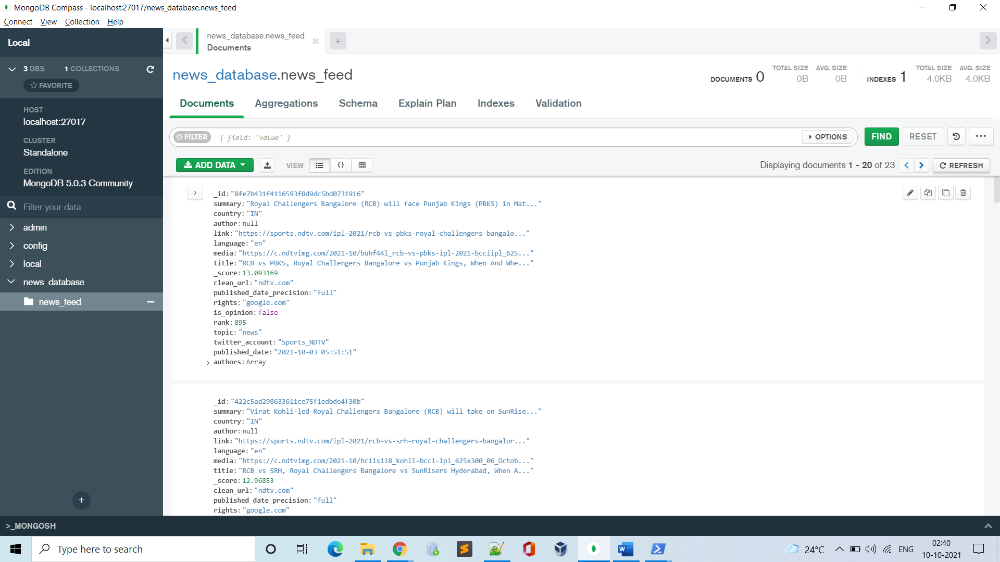 MongoDB Compass - localhost:27017/news_database.news_feed
Connect View Collection Help
Local
3 DBS 1 COLLECTIONS
FAVORITE
HOST
localhost:27017
CLUSTER
Standalone
EDITION
MongoDB 5.0.3 Community
Filter your data
admin
config
local
news_database
news_feed
news_database.news_feed
Documents
news_database.news_feed
DOCUMENTS 0 TOTAL SIZE 0B AVG. SIZE 0B INDEXES 1 TOTAL SIZE 4.0KB AVG. SIZE 4.0KB
Documents Aggregations Schema Explain Plan Indexes Validation
FILTER { field: 'value' } OPTIONS FIND RESET
ADD DATA VIEW {} Displaying documents 1 - 20 of 23 REFRESH
_id: "8fe7b431f4116593f8d9dc5bd0731916"
summary: "Royal Challengers Bangalore (RCB) will face Punjab Kings (PBKS) in Mat..."
country: "IN"
author: null
link: "https://sports.ndtv.com/ipl-2021/rcb-vs-pbks-royal-challengers-bangalo..."
language: "en"
media: "https://c.ndtvimg.com/2021-10/buhf44l_rcb-vs-pbks-ipl-2021-bcciipl_625..."
title: "RCB vs PBKS, Royal Challengers Bangalore vs Punjab Kings, When And Whe..."
_score: 13.093169
clean_url: "ndtv.com"
published_date_precision: "full"
rights: "google.com"
is_opinion: false
rank: 895
topic: "news"
twitter_account: "Sports_NDTV"
published_date: "2021-10-03 05:51:51"
authors: Array
_id: "422c5ad298633611ce75f1edbde4f30b"
summary: "Virat Kohli-led Royal Challengers Bangalore (RCB) will take on SunRise..."
country: "IN"
author: null
link: "https://sports.ndtv.com/ipl-2021/rcb-vs-srh-royal-challengers-bangalor..."
language: "en"
media: "https://c.ndtvimg.com/2021-10/hc1is1l8_kohli-bcci-ipl_625x300_06_Octob..."
title: "RCB vs SRH, Royal Challengers Bangalore vs SunRisers Hyderabad, When A..."
_score: 12.96853
clean_url: "ndtv.com"
published_date_precision: "full"
rights: "google.com"
>_MONGOSH
Type here to search
24°C ENG
02:40
10-10-2021